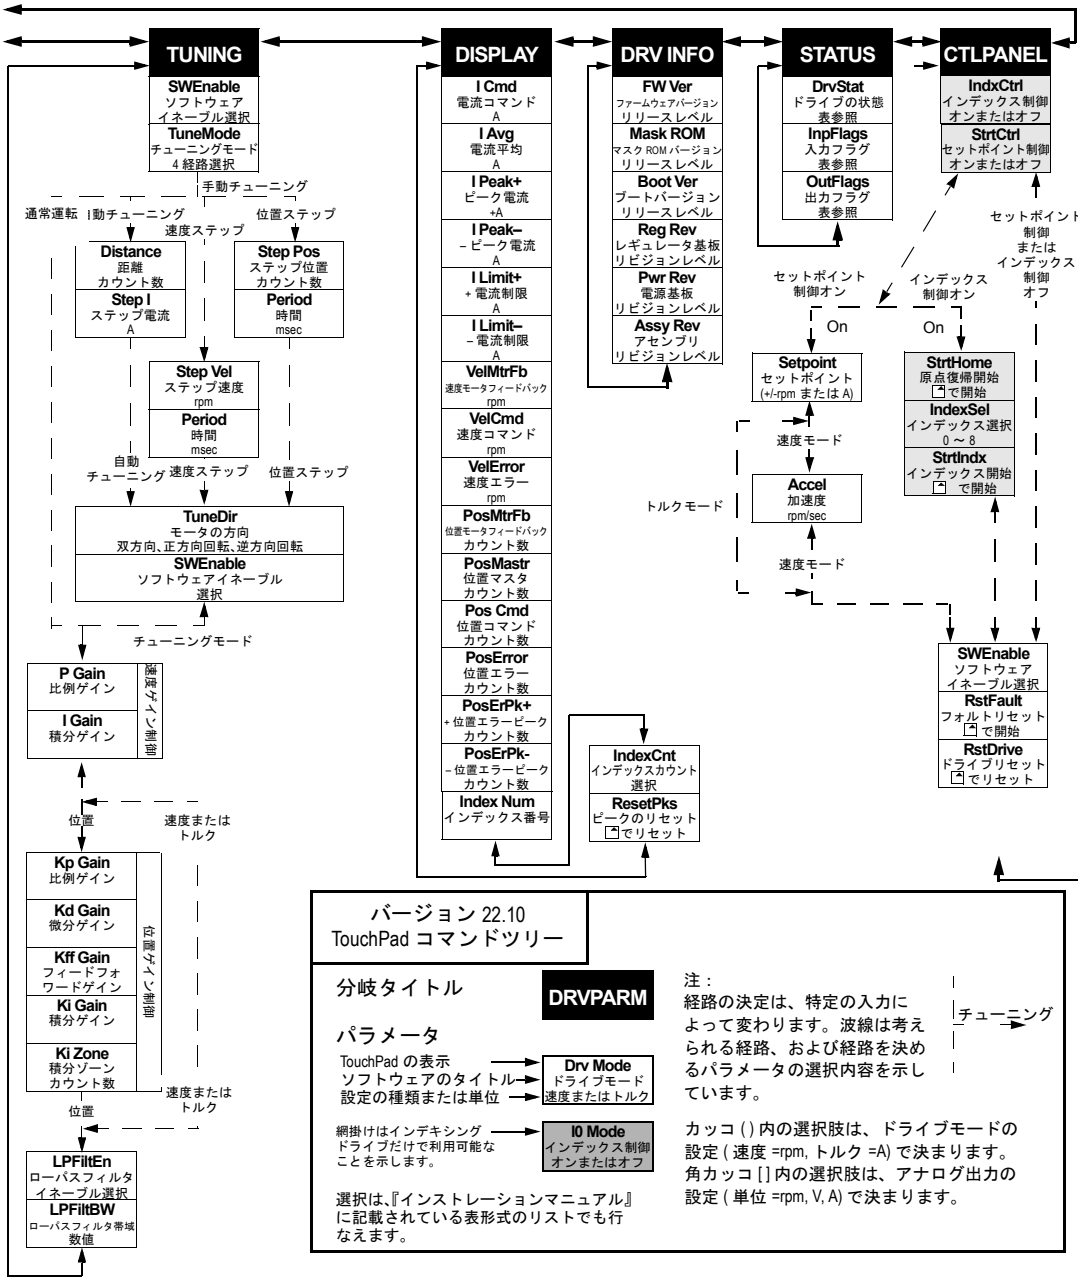 TUNING
SWEnable
ソフトウェア
イネーブル選択
TuneMode
チューニングモード
4 経路選択
手動チューニング
通常運転
自動チューニング
速度ステップ
位置ステップ
Distance
距離
カウント数
Step I
ステップ電流
A
Step Pos
ステップ位置
カウント数
Period
時間
msec
Step Vel
ステップ速度
rpm
Period
時間
msec
自動
チューニング
速度ステップ
位置ステップ
TuneDir
モータの方向
双方向、正方向回転、逆方向回転
SWEnable
ソフトウェアイネーブル
選択
チューニングモード
P Gain
比例ゲイン
I Gain
積分ゲイン
速度ゲイン制御
位置
速度または
トルク
Kp Gain
比例ゲイン
Kd Gain
微分ゲイン
Kff Gain
フィードフォ
ワードゲイン
Ki Gain
積分ゲイン
Ki Zone
積分ゾーン
カウント数
位置ゲイン制御
位置
速度または
トルク
LPFiltEn
ローパスフィルタ
イネーブル選択
LPFiltBW
ローパスフィルタ帯域
数値
DISPLAY
I Cmd
電流コマンド
A
I Avg
電流平均
A
I Peak+
ピーク電流
+A
I Peak–
– ピーク電流
A
I Limit+
+ 電流制限
A
I Limit–
– 電流制限
A
VelMtrFb
速度モータフィードバック
rpm
VelCmd
速度コマンド
rpm
VelError
速度エラー
rpm
PosMtrFb
位置モータフィードバック
カウント数
PosMastr
位置マスタ
カウント数
Pos Cmd
位置コマンド
カウント数
PosError
位置エラー
カウント数
PosErPk+
+ 位置エラーピーク
カウント数
PosErPk-
– 位置エラーピーク
カウント数
Index Num
インデックス番号
IndexCnt
インデックスカウント
選択
ResetPks
ピークのリセット
でリセット
DRV INFO
FW Ver
ファームウェアバージョン
リリースレベル
Mask ROM
マスク ROM バージョン
リリースレベル
Boot Ver
ブートバージョン
リリースレベル
Reg Rev
レギュレータ基板
リビジョンレベル
Pwr Rev
電源基板
リビジョンレベル
Assy Rev
アセンブリ
リビジョンレベル
STATUS
DrvStat
ドライブの状態
表参照
InpFlags
入力フラグ
表参照
OutFlags
出力フラグ
表参照
CTLPANEL
IndxCtrl
インデックス制御
オンまたはオフ
StrtCtrl
セットポイント制御
オンまたはオフ
セットポイント
制御
または
インデックス
制御
オフ
セットポイント
制御オン
インデックス
制御オン
On
On
Setpoint
セットポイント
(+/-rpm または A)
速度モード
Accel
加速度
rpm/sec
トルクモード
速度モード
StrtHome
原点復帰開始
で開始
IndexSel
インデックス選択
0 ～ 8
StrtIndx
インデックス開始
で開始
SWEnable
ソフトウェア
イネーブル選択
RstFault
フォルトリセット
で開始
RstDrive
ドライブリセット
でリセット
バージョン 22.10
TouchPad コマンドツリー
分岐タイトル
DRVPARM
パラメータ
TouchPad の表示
ソフトウェアのタイトル
設定の種類または単位
Drv Mode
ドライブモード
速度またはトルク
網掛けはインデキシング
ドライブだけで利用可能な
ことを示します。
I0 Mode
インデックス制御
オンまたはオフ
選択は、『インストレーションマニュアル』
に記載されている表形式のリストでも行
なえます。
注：
経路の決定は、特定の入力に
よって変わります。波線は考え
られる経路、および経路を決め
るパラメータの選択内容を示し
ています。
チューニング
カッコ ( ) 内の選択肢は、ドライブモードの
設定 ( 速度 =rpm, トルク =A) で決まります。
角カッコ [ ] 内の選択肢は、アナログ出力の
設定 ( 単位 =rpm, V, A) で決まります。